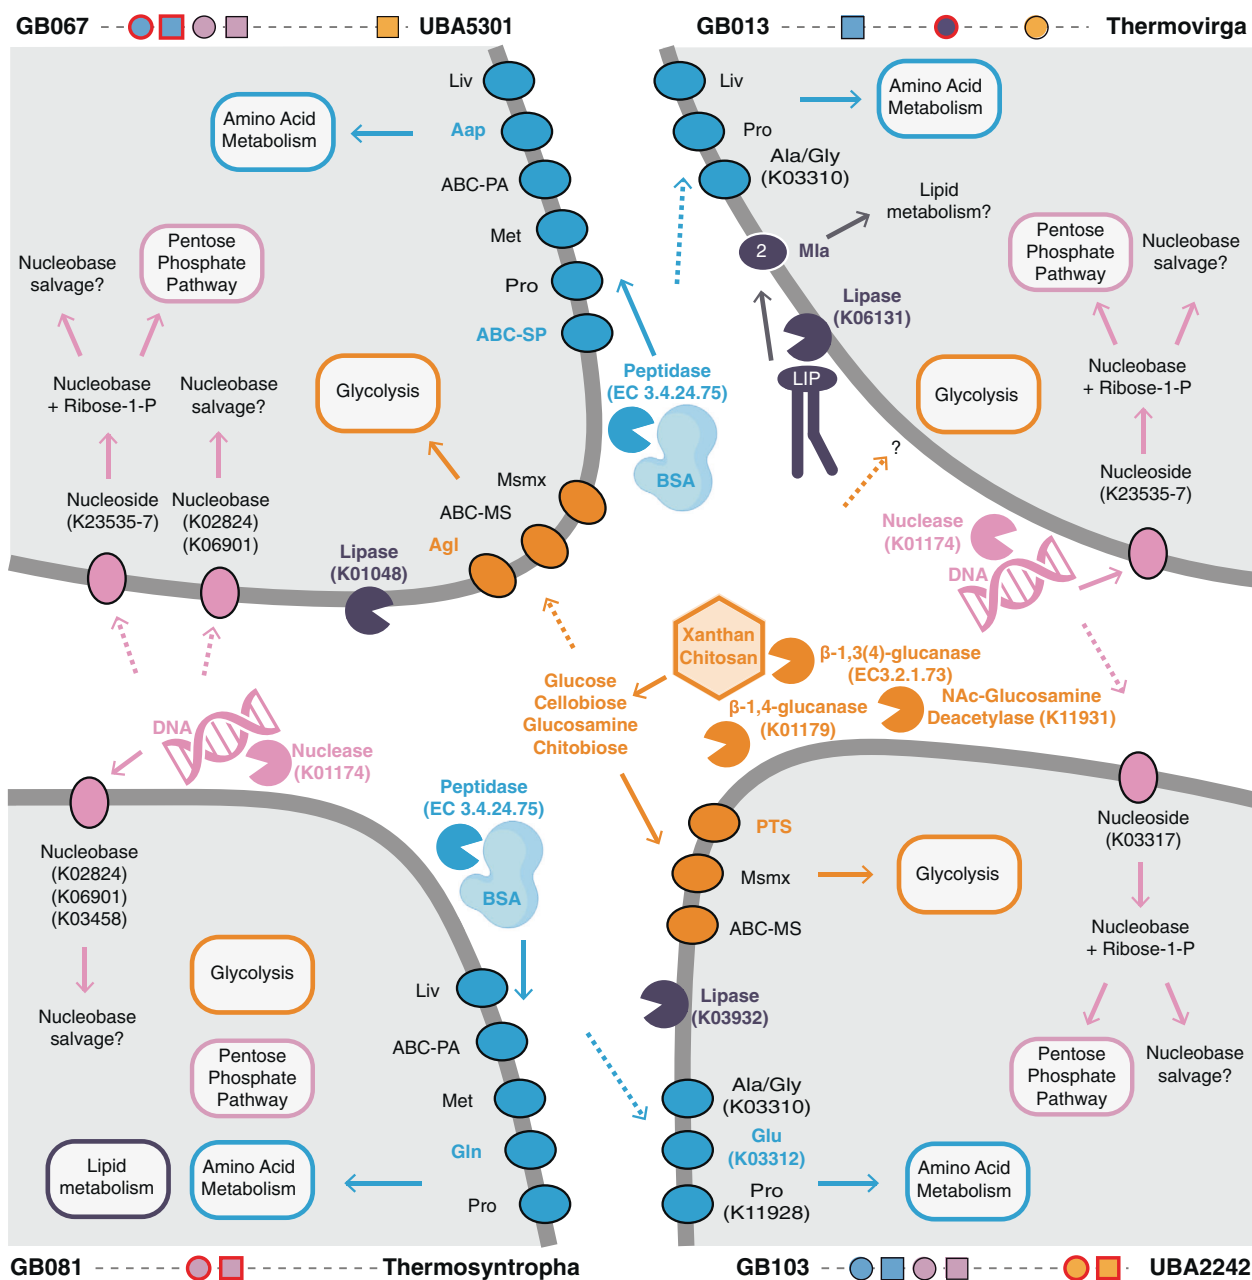 GB067
UBA5301
GB013
Thermovirga
Liv
Aap
ABC-PA
Met
Pro
ABC-SP
Amino Acid
Metabolism
Nucleobase
salvage?
Pentose
Phosphate
Pathway
Nucleobase
+ Ribose-1-P
Nucleobase
salvage?
Glycolysis
Nucleoside
(K23535-7)
Nucleobase
(K02824)
(K06901)
Msmx
ABC-MS
Agl
Lipase
(K01048)
Peptidase
(EC 3.4.24.75)
BSA
Liv
Pro
Ala/Gly
(K03310)
Amino Acid
Metabolism
Lipid
metabolism?
2
Mla
Lipase
(K06131)
LIP
Pentose
Phosphate
Pathway
Nucleobase
salvage?
Nucleobase
+ Ribose-1-P
Glycolysis
?
Nucleoside
(K23535-7)
Nuclease
(K01174)
DNA
Xanthan
Chitosan
β-1,3(4)-glucanase
(EC3.2.1.73)
NAc-Glucosamine
Deacetylase (K11931)
β-1,4-glucanase
(K01179)
Glucose
Cellobiose
Glucosamine
Chitobiose
DNA
Nuclease
(K01174)
Peptidase
(EC 3.4.24.75)
BSA
Nucleobase
(K02824)
(K06901)
(K03458)
Nucleobase
salvage?
Glycolysis
Pentose
Phosphate
Pathway
Lipid
metabolism
Amino Acid
Metabolism
Liv
ABC-PA
Met
Gln
Pro
PTS
Msmx
ABC-MS
Glycolysis
Lipase
(K03932)
Nucleoside
(K03317)
Nucleobase
+ Ribose-1-P
Pentose
Phosphate
Pathway
Nucleobase
salvage?
Ala/Gly
(K03310)
Glu
(K03312)
Pro
(K11928)
Amino Acid
Metabolism
GB081
Thermosyntropha
GB103
UBA2242